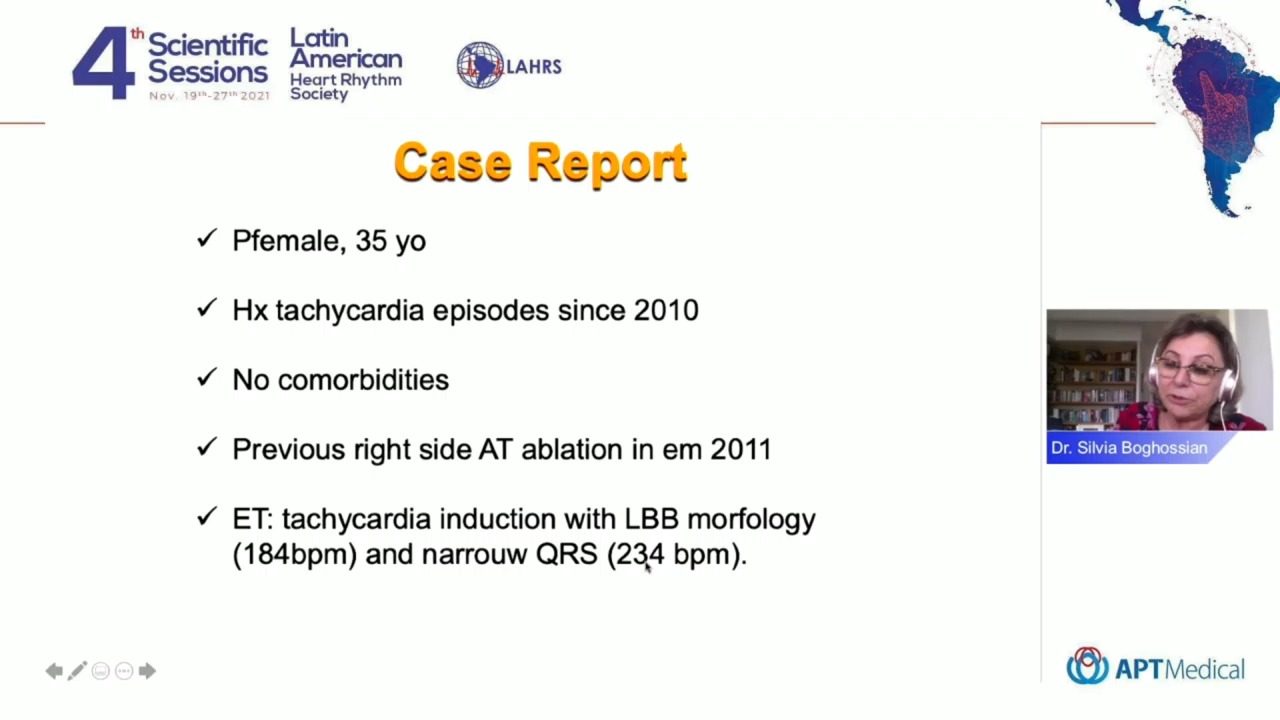 4th Scientific Sessions
Nov. 19th-27th 2021
Latin American Heart Rhythm Society
LAHRS
Case Report
✓ Pfemale, 35 yo
✓ Hx tachycardia episodes since 2010
✓ No comorbidities
✓ Previous right side AT ablation in em 2011
✓ ET: tachycardia induction with LBB morfology
(184bpm) and narrouw QRS (234 bpm).
Dr. Silvia Boghossian
APTMedical